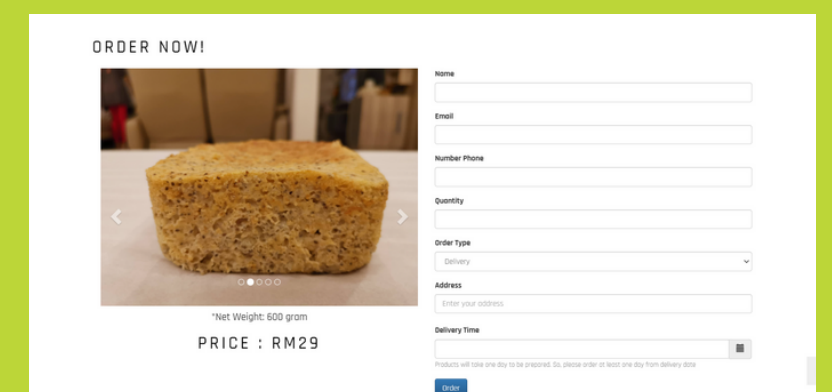 ORDER NOW!
*Net Weight: 600 gram
PRICE : RM29
Name
Email
Number Phone
Quantity
Order Type
Delivery
Address
Enter your address
Delivery Time
Products will take one day to be prepared. So, please order at least one day from delivery date
Order